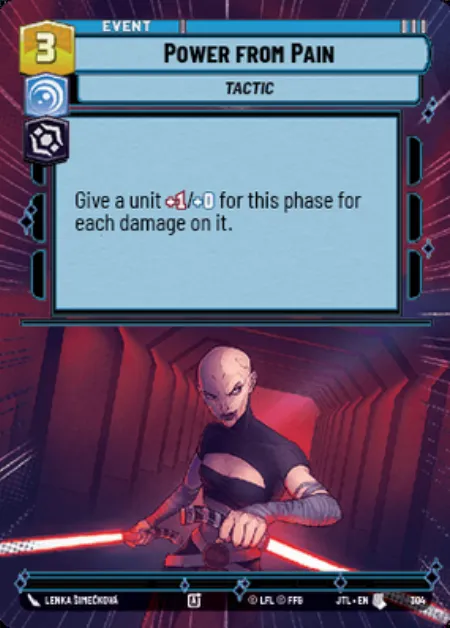 EVENT
3
POWER FROM PAIN
TACTIC
Give a unit +1/+0 for this phase for
each damage on it.
LENKA ŠIMEČKOVÁ
© LFL © FFG
JTL • EN
304